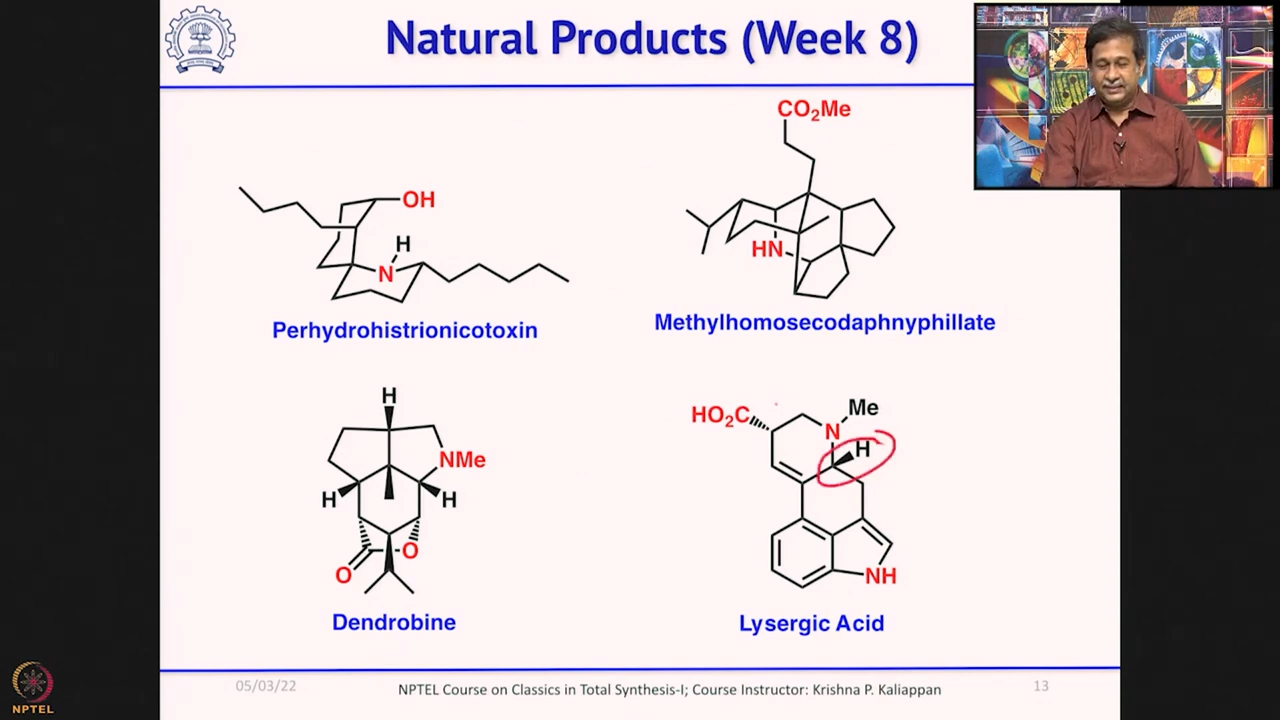 Natural Products (Week 8)
CO₂Me
OH
H
N
HN
Perhydrohistrionicotoxin
Methylhomosecodaphnyphillate
H
NMe
H
H
O
O
HO₂C
Me
N
H
NH
Dendrobine
Lysergic Acid
05/03/22
NPTEL Course on Classics in Total Synthesis-I; Course Instructor: Krishna P. Kaliappan
13
NPTEL